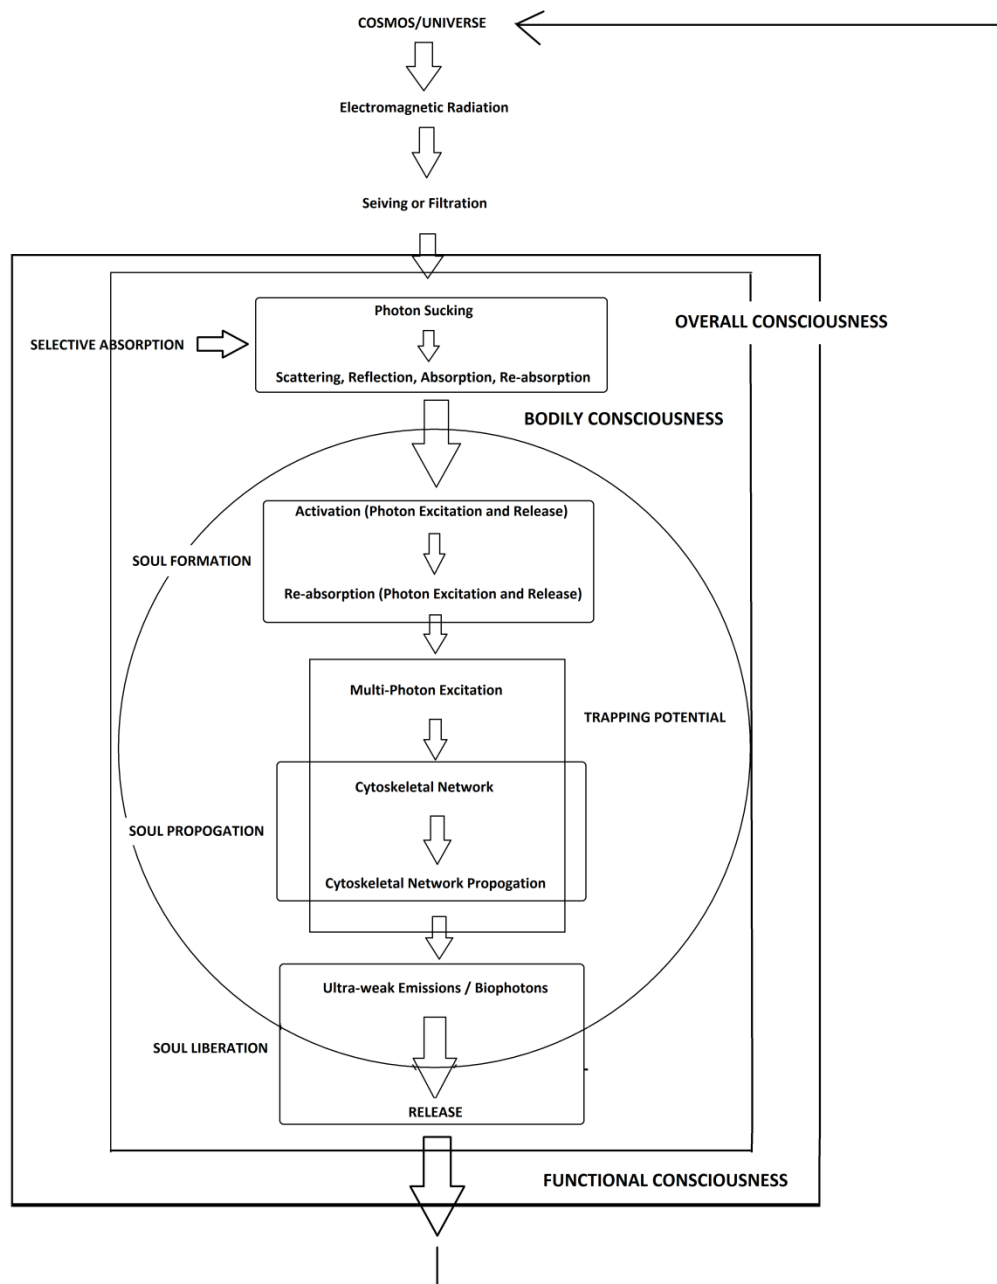 COSMOS/UNIVERSE
Electromagnetic Radiation
Seiving or Filtration
Photon Sucking
OVERALL CONSCIOUSNESS
SELECTIVE ABSORPTION
Scattering, Reflection, Absorption, Re-absorption
BODILY CONSCIOUSNESS
Activation (Photon Excitation and Release)
SOUL FORMATION
Re-absorption (Photon Excitation and Release)
Multi-Photon Excitation
TRAPPING POTENTIAL
Cytoskeletal Network
SOUL PROPOGATION
Cytoskeletal Network Propogation
Ultra-weak Emissions / Biophotons
SOUL LIBERATION
RELEASE
FUNCTIONAL CONSCIOUSNESS